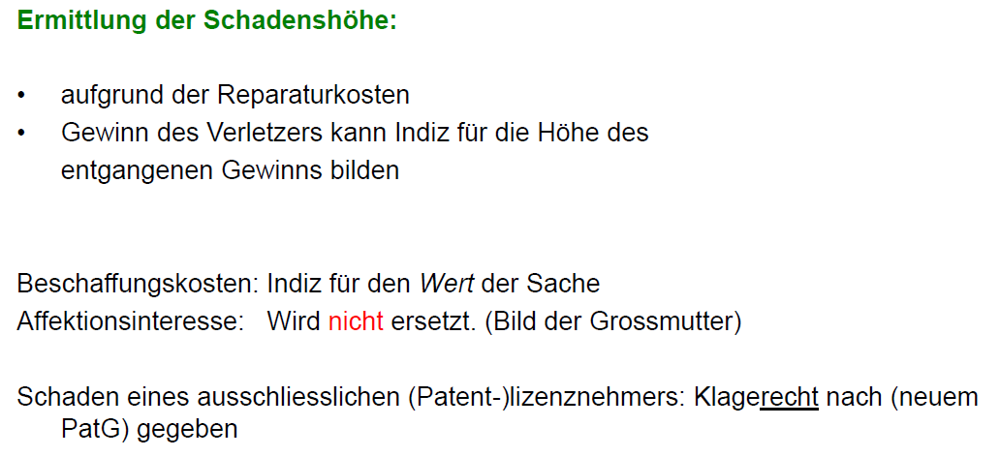 Ermittlung der Schadenshöhe:
• aufgrund der Reparaturkosten
• Gewinn des Verletzers kann Indiz für die Höhe des
entgangenen Gewinns bilden
Beschaffungskosten: Indiz für den Wert der Sache
Affektionsinteresse: Wird nicht ersetzt. (Bild der Grossmutter)
Schaden eines ausschliesslichen (Patent-)lizenznehmers: Klagerecht nach (neuem
PatG) gegeben